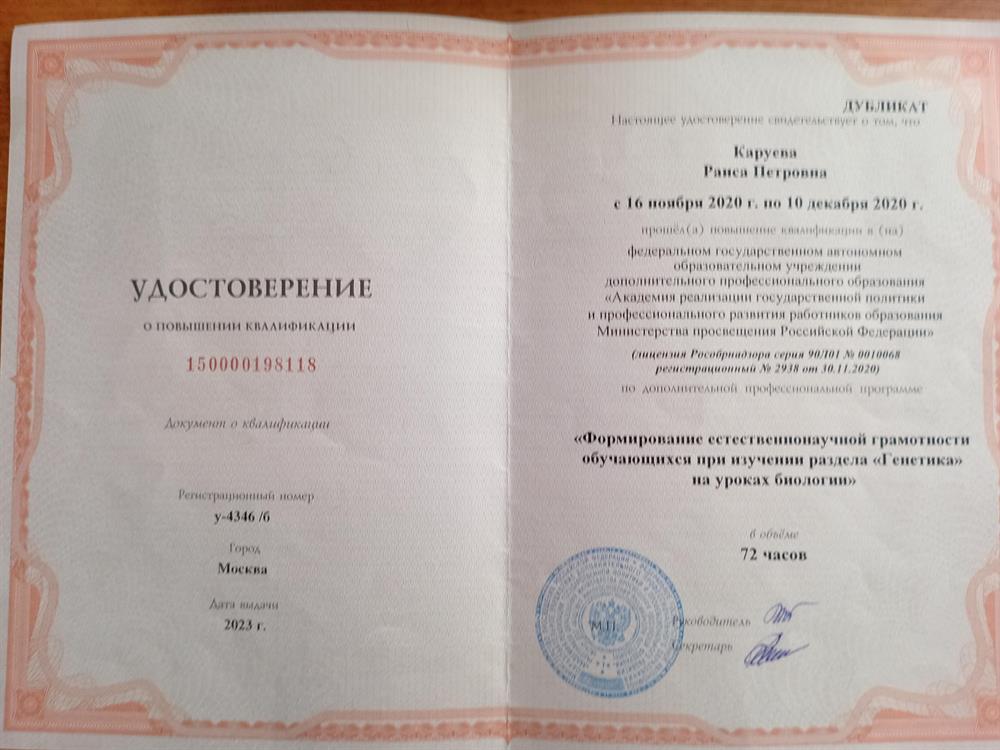 УДОСТОВЕРЕНИЕ
О ПОВЫШЕНИИ КВАЛИФИКАЦИИ
150000198118
Документ о квалификации
Регистрационный номер
у-4346 /б
Город
Москва
Дата выдачи
2023 г.
ДУБЛИКАТ
Настоящее удостоверение свидетельствует о том, что
Каруева
Раиса Петровна
с 16 ноября 2020 г. по 10 декабря 2020 г.
прошёл(а) повышение квалификации в (на)
федеральном государственном автономном
образовательном учреждении
дополнительного профессионального образования
«Академия реализации государственной политики
и профессионального развития работников образования
Министерства просвещения Российской Федерации»
(лицензия Рособрнадзора серия 90Л01 № 0010068
регистрационный № 2938 от 30.11.2020)
по дополнительной профессиональной программе
«Формирование естественнонаучной грамотности
обучающихся при изучении раздела «Генетика»
на уроках биологии»
в объёме
72 часов
М.П.
Руководитель
Секретарь